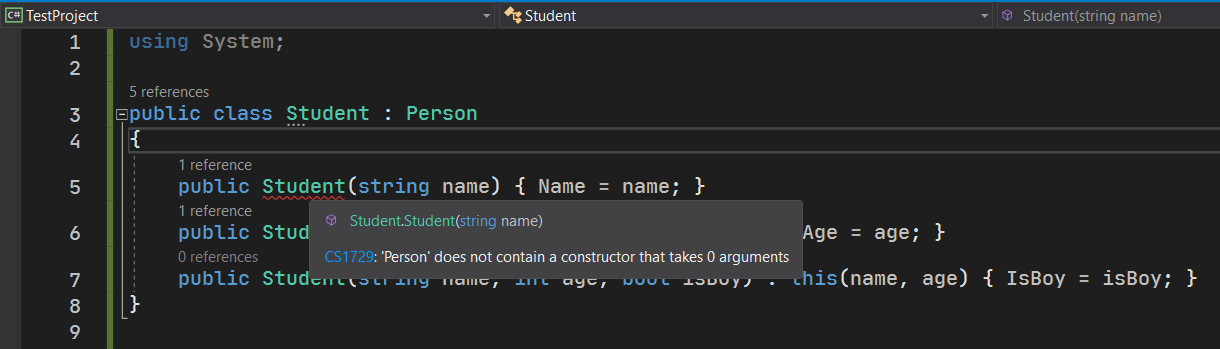 C# TestProject Student Student(string name)
1 using System;
2
5 references
3 public class Student : Person
4 {
1 reference
5 public Student(string name) { Name = name; }
1 reference
Student.Student(string name)
6 public Stud Age = age; }
0 references
CS1729: 'Person' does not contain a constructor that takes 0 arguments
7 public Student(string name, int age, bool isBoy) : this(name, age) { IsBoy = isBoy; }
8 }
9